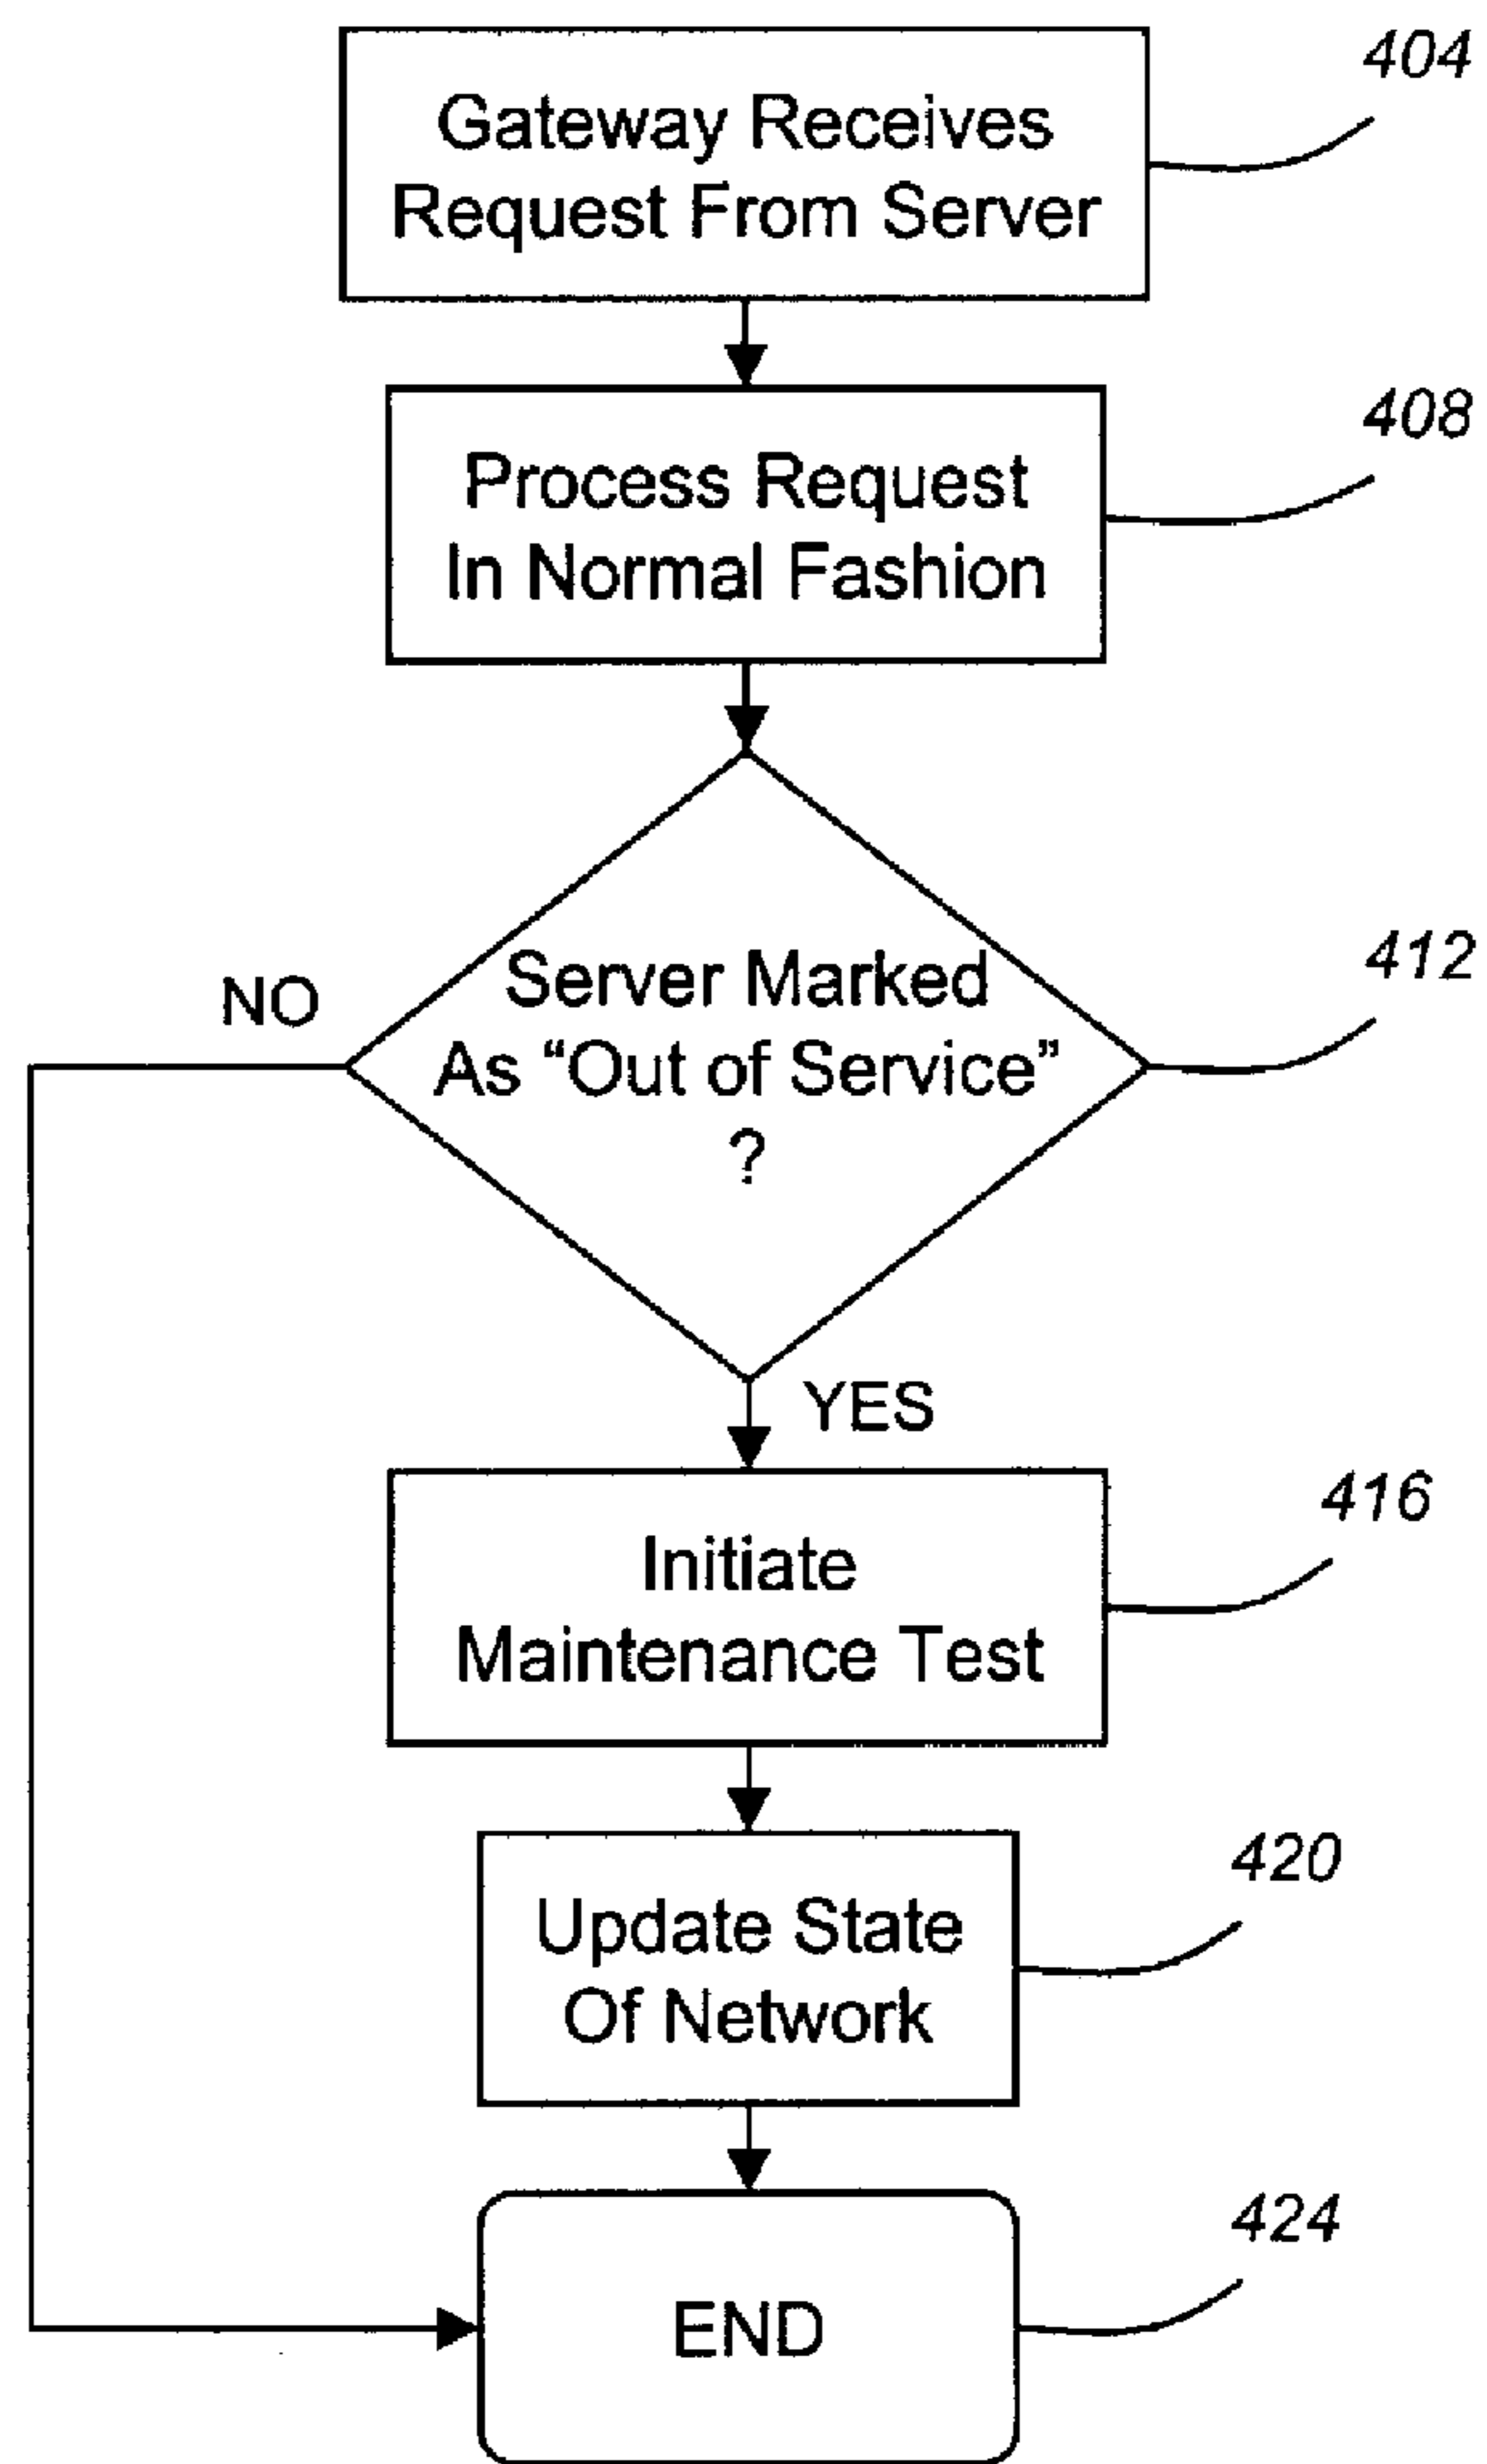 404
Gateway Receives
Request From Server
408
Process Request
In Normal Fashion
412
NO
Server Marked
As “Out of Service”
?
YES
416
Initiate
Maintenance Test
420
Update State
Of Network
424
END